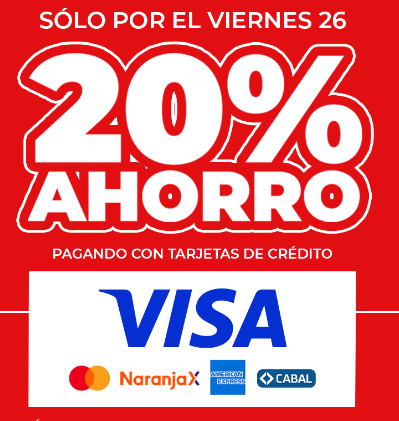 SÓLO POR EL VIERNES 26
20%
AHORRO
PAGANDO CON TARJETAS DE CRÉDITO
VISA
NaranjaX AMERICAN EXPRESS CABAL